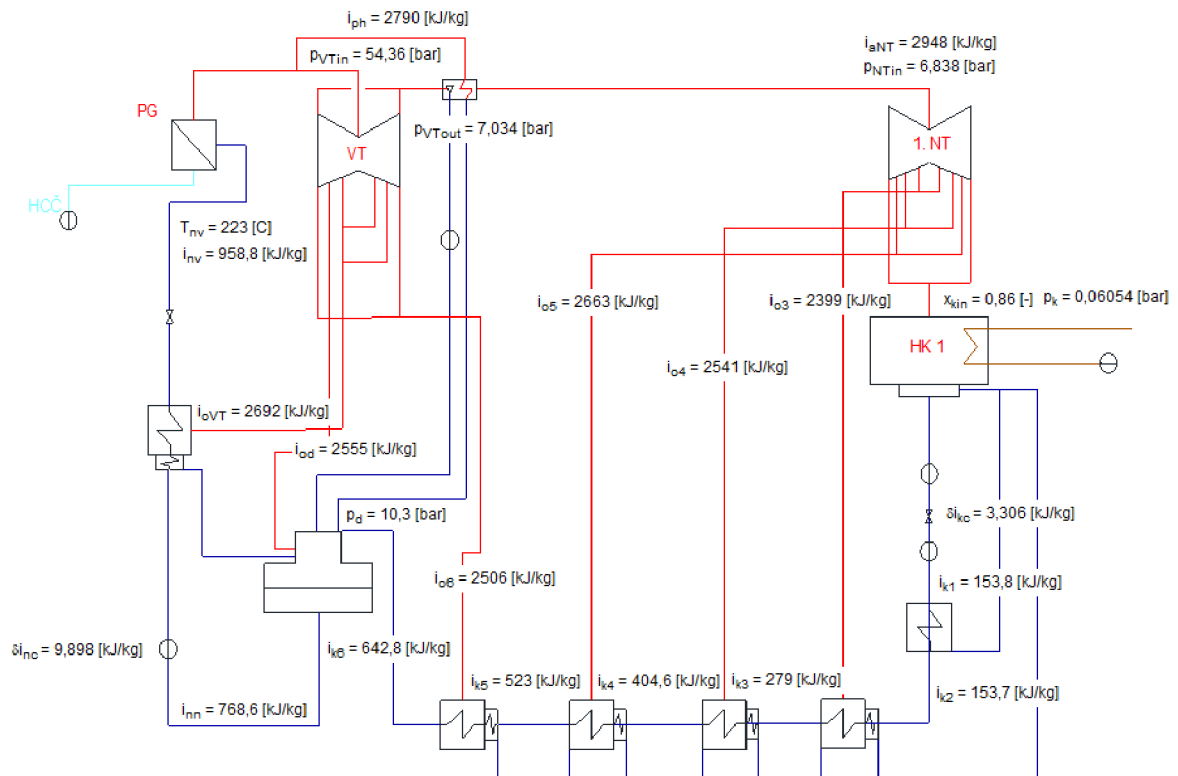 i_ph = 2790 [kJ/kg]
p_VTin = 54,36 [bar]
i_aNT = 2948 [kJ/kg]
p_NTin = 6,838 [bar]
PG
p_VTout = 7,034 [bar]
VT
1. NT
HCČ
T_nv = 223 [C]
i_nv = 958,8 [kJ/kg]
i_o5 = 2663 [kJ/kg]
i_o3 = 2399 [kJ/kg]
x_kin = 0,86 [-]
p_k = 0,06054 [bar]
HK 1
i_o4 = 2541 [kJ/kg]
i_oVT = 2692 [kJ/kg]
i_od = 2555 [kJ/kg]
p_d = 10,3 [bar]
δi_kc = 3,306 [kJ/kg]
i_o6 = 2506 [kJ/kg]
i_k1 = 153,8 [kJ/kg]
δi_nc = 9,898 [kJ/kg]
i_k6 = 642,8 [kJ/kg]
i_k5 = 523 [kJ/kg]
i_k4 = 404,6 [kJ/kg]
i_k3 = 279 [kJ/kg]
i_k2 = 153,7 [kJ/kg]
i_nn = 768,6 [kJ/kg]